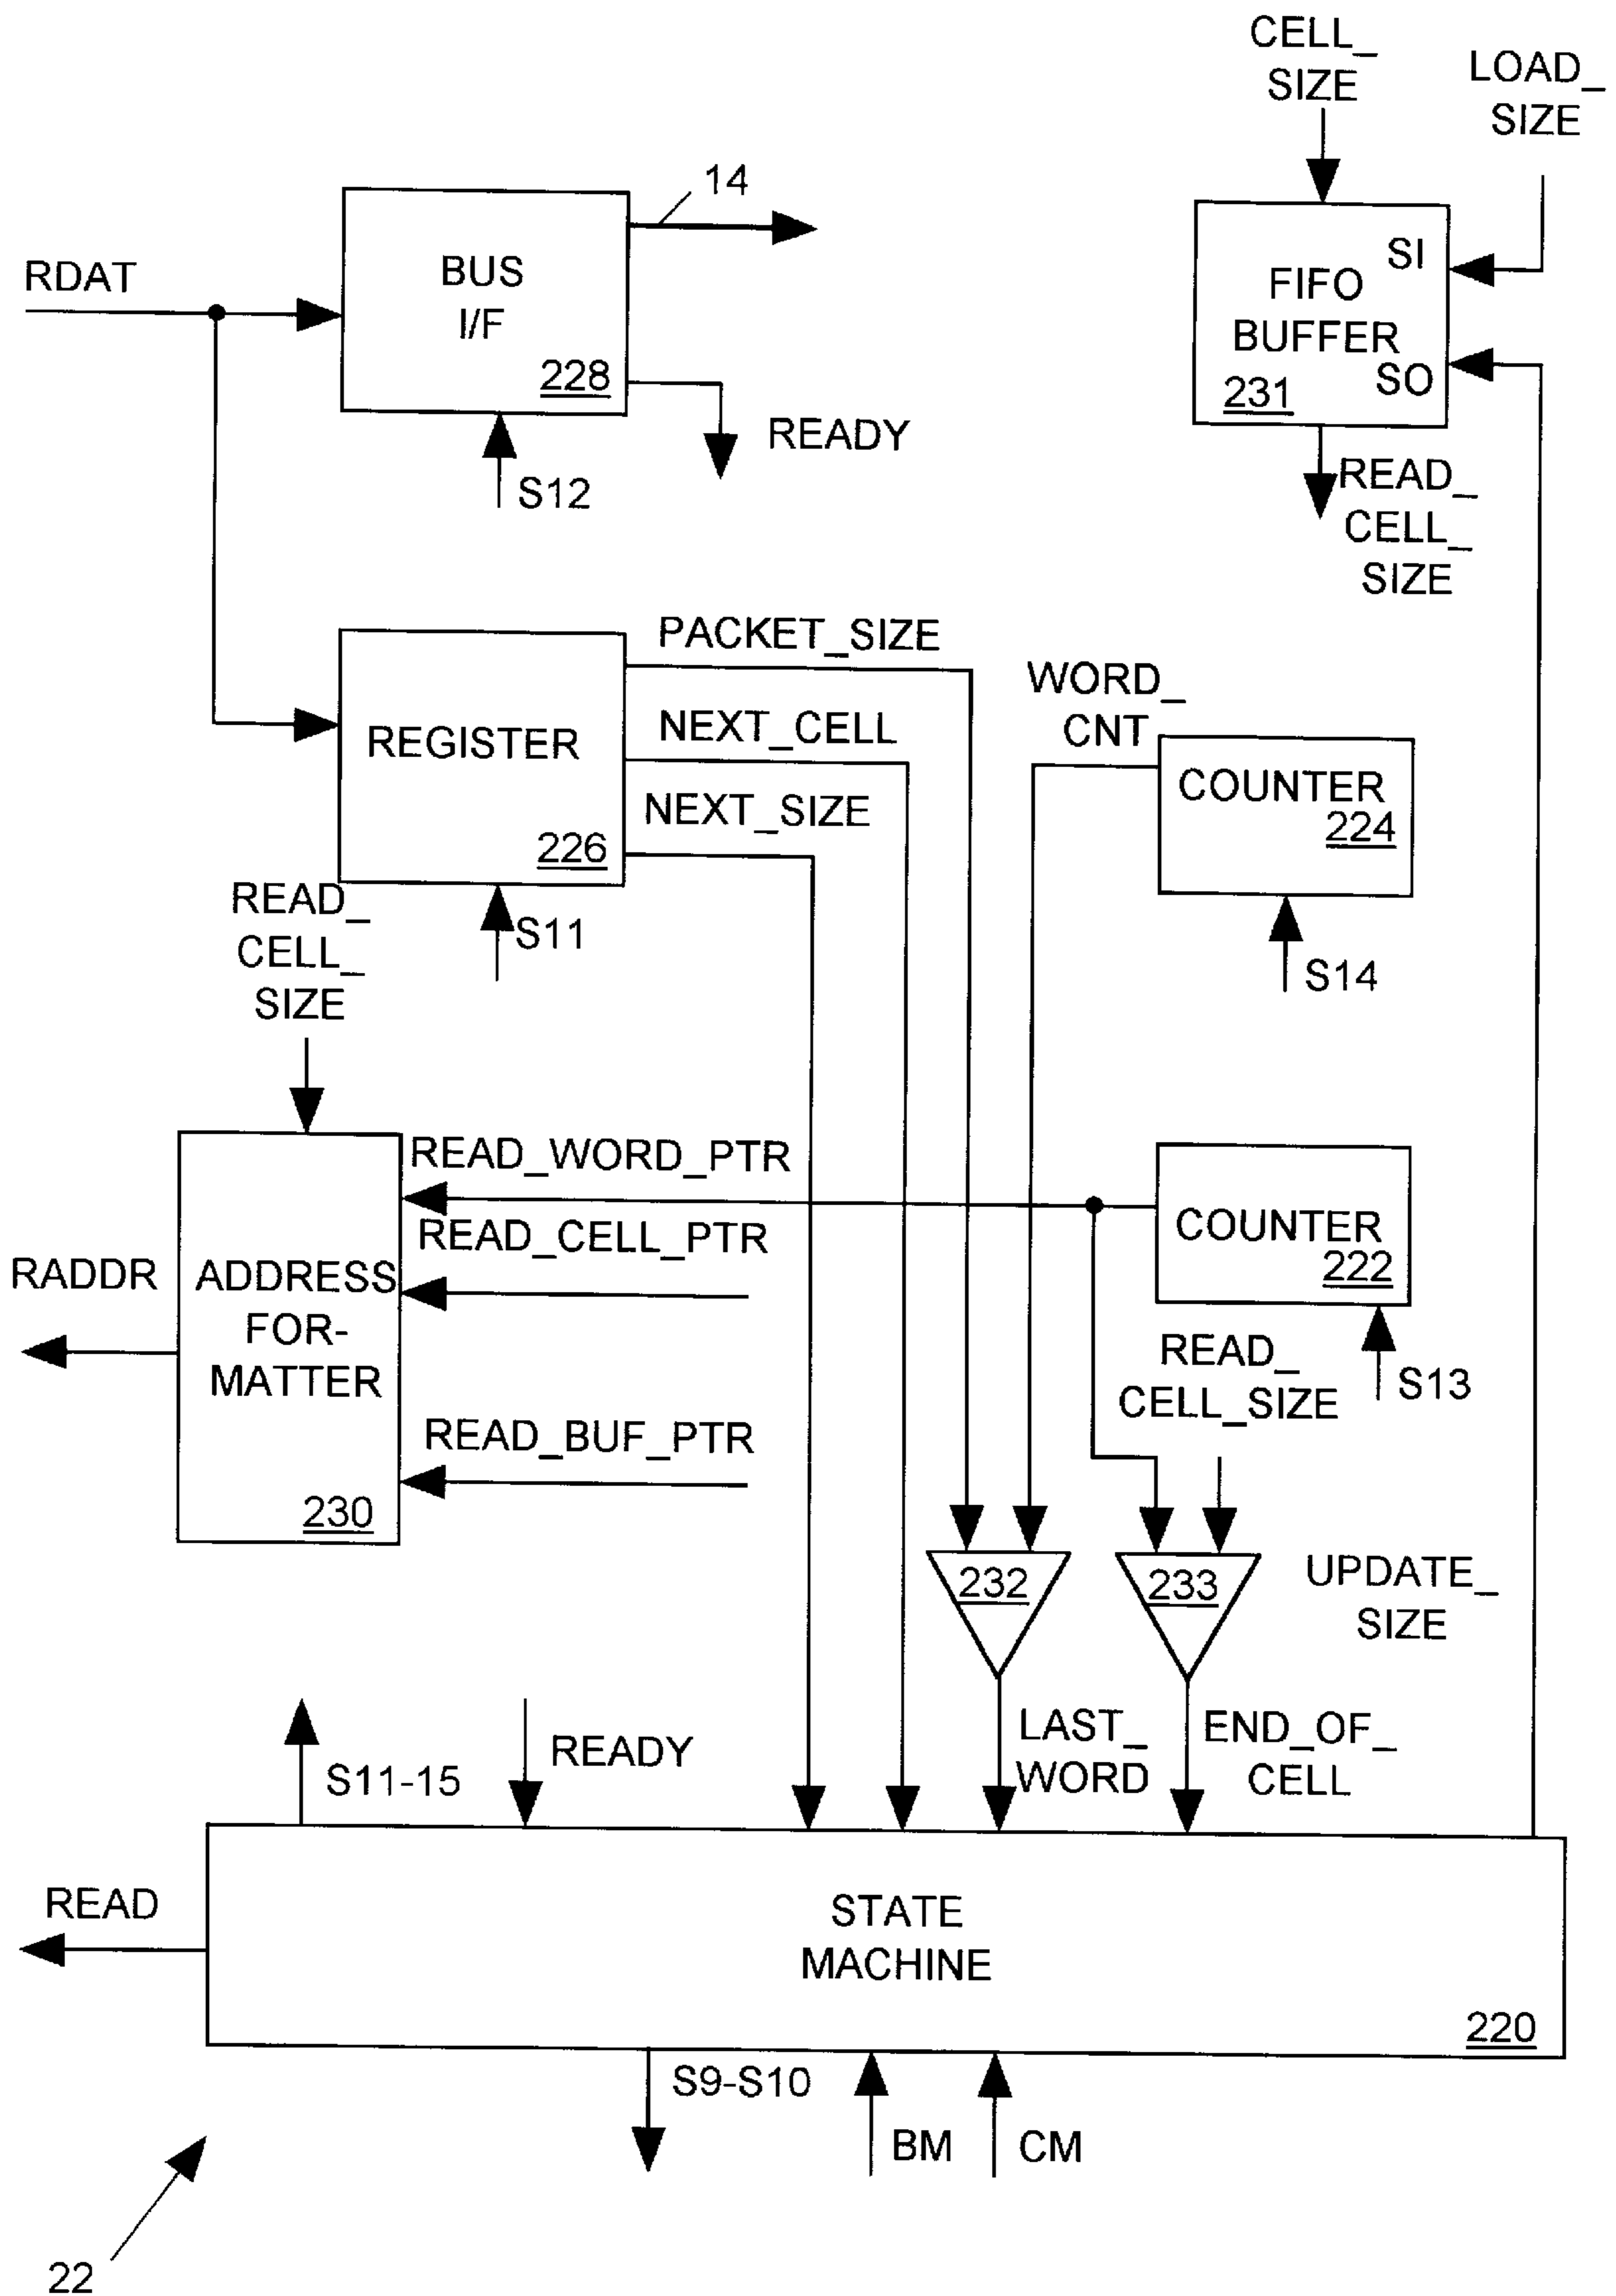 CELL_
SIZE
LOAD_
SIZE
14
RDAT
BUS
I/F
228
SI
FIFO
BUFFER
SO
231
READY
S12
READ_
CELL_
SIZE
PACKET_SIZE
WORD_
CNT
REGISTER
NEXT_CELL
NEXT_SIZE
226
COUNTER
224
READ_
CELL_
SIZE
S11
S14
READ_WORD_PTR
READ_CELL_PTR
COUNTER
222
RADDR
ADDRESS
FOR-
MATTER
READ_
CELL_SIZE
S13
READ_BUF_PTR
230
232
233
UPDATE_
SIZE
LAST_
WORD
END_OF_
CELL
READY
S11-15
READ
STATE
MACHINE
220
S9-S10
BM
CM
22